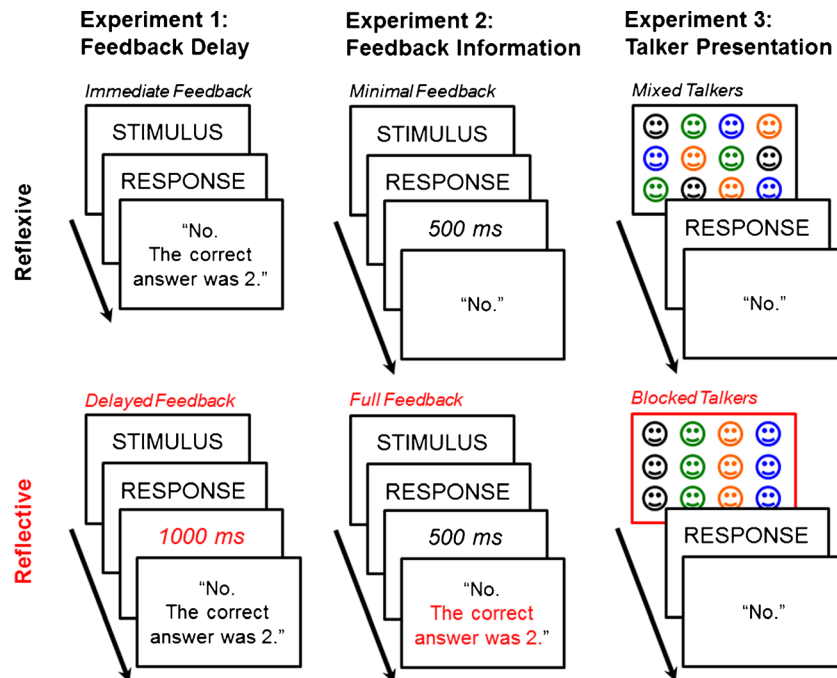 Experiment 1:
Feedback Delay
Experiment 2:
Feedback Information
Experiment 3:
Talker Presentation
Reflexive
Immediate Feedback
STIMULUS
RESPONSE
“No.
The correct
answer was 2.”
Minimal Feedback
STIMULUS
RESPONSE
500 ms
“No.”
Mixed Talkers
RESPONSE
“No.”
Reflective
Delayed Feedback
STIMULUS
RESPONSE
1000 ms
“No.
The correct
answer was 2.”
Full Feedback
STIMULUS
RESPONSE
500 ms
“No.
The correct
answer was 2.”
Blocked Talkers
RESPONSE
“No.”